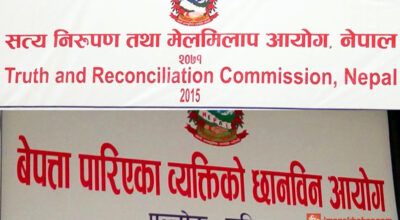 सत्य निरुपण तथा मेलमिलाप आयोग, नेपाल
२०७१
Truth and Reconciliation Commission, Nepal
2015
बेपत्ता पारिएका व्यक्तिको छानविन आयोग